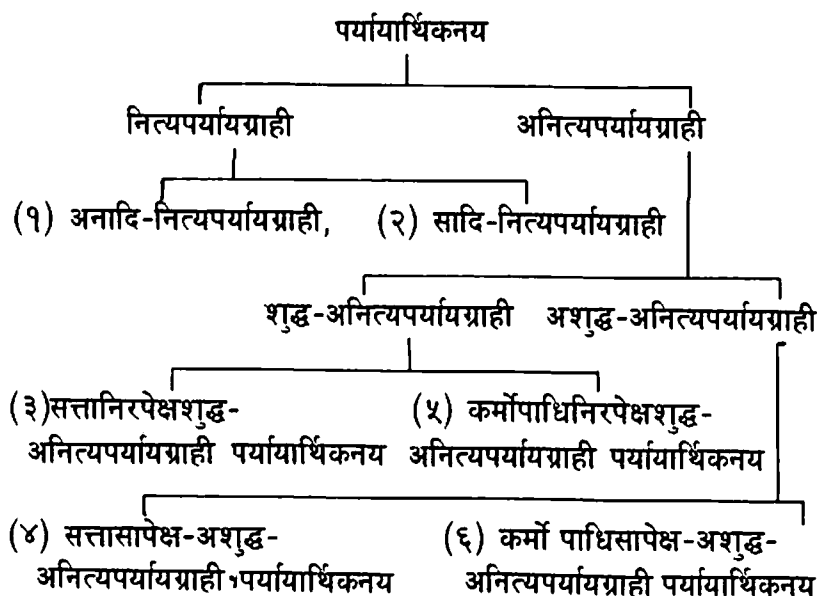 पर्यायार्थिकनय
नित्यपर्यायग्राही अनित्यपर्यायग्राही
(१) अनादि-नित्यपर्यायग्राही, (२) सादि-नित्यपर्यायग्राही
शुद्ध-अनित्यपर्यायग्राही अशुद्ध-अनित्यपर्यायग्राही
(३)सत्तानिरपेक्षशुद्ध- (५) कर्मोपाधिनिरपेक्षशुद्ध-
अनित्यपर्यायग्राही पर्यायार्थिकनय अनित्यपर्यायग्राही पर्यायार्थिकनय
(४) सत्तासापेक्ष-अशुद्ध- (६) कर्मो पाधिसापेक्ष-अशुद्ध-
अनित्यपर्यायग्राही पर्यायार्थिकनय अनित्यपर्यायग्राही पर्यायार्थिकनय